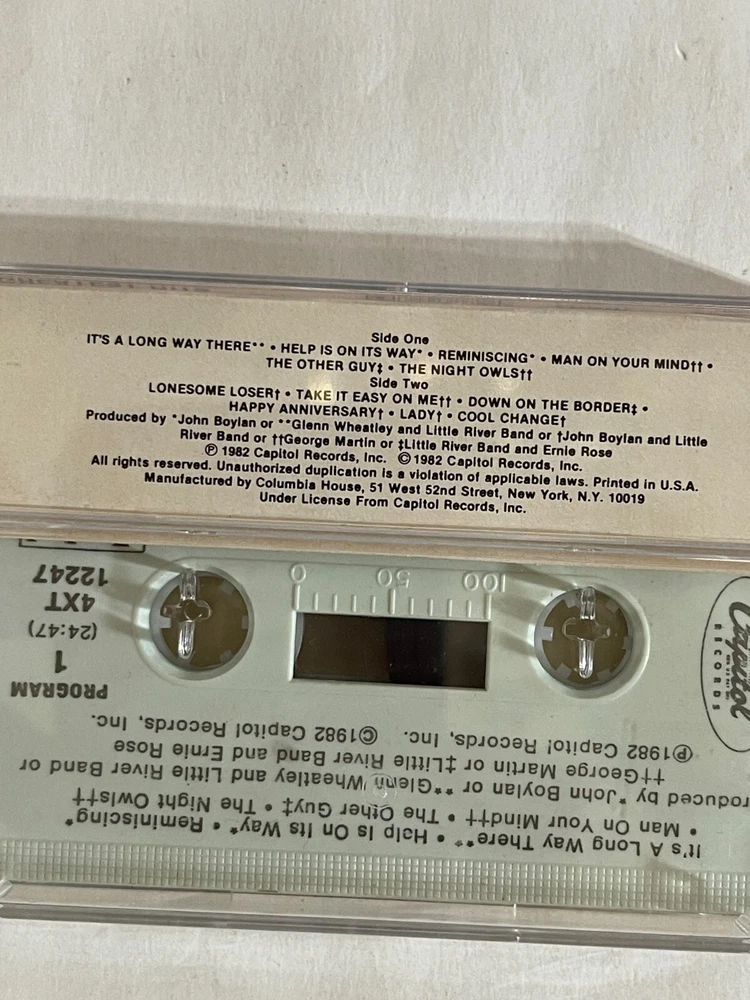 Side One
IT'S A LONG WAY THERE** • HELP IS ON ITS WAY* • REMINISCING* • MAN ON YOUR MIND†† •
THE OTHER GUY‡ • THE NIGHT OWLS††
Side Two
LONESOME LOSER† • TAKE IT EASY ON ME†† • DOWN ON THE BORDER‡ •
HAPPY ANNIVERSARY† • LADY† • COOL CHANGE†
Produced by *John Boylan or **Glenn Wheatley and Little River Band or †John Boylan and Little
River Band or ††George Martin or ‡Little River Band and Ernie Rose
℗ 1982 Capitol Records, Inc. ©1982 Capitol Records, Inc.
All rights reserved. Unauthorized duplication is a violation of applicable laws. Printed in U.S.A.
Manufactured by Columbia House, 51 West 52nd Street, New York, N.Y. 10019
Under License From Capitol Records, Inc.
It's A Long Way There** • Help Is On Its Way* • Reminiscing*
• Man On Your Mind†† • The Other Guy‡ • The Night Owls††
roduced by *John Boylan or **Glenn Wheatley and Little River Band or
††George Martin or ‡Little River Band and Ernie Rose
℗1982 Capitol Records, Inc. ©1982 Capitol Records, Inc.
Capitol
RECORDS
PROGRAM
1
(24:47)
4XT
12247
100 50 0